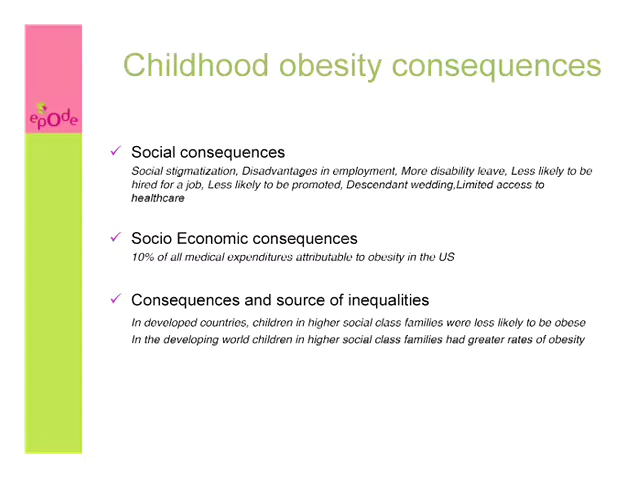 Childhood obesity consequences
epode
Social consequences
Social stigmatization, Disadvantages in employment, More disability leave, Less likely to be
hired for a job, Less likely to be promoted, Descendant wedding,Limited access to
healthcare
Socio Economic consequences
10% of all medical expenditures attributable to obesity in the US
Consequences and source of inequalities
In developed countries, children in higher social class families were less likely to be obese
In the developing world children in higher social class families had greater rates of obesity